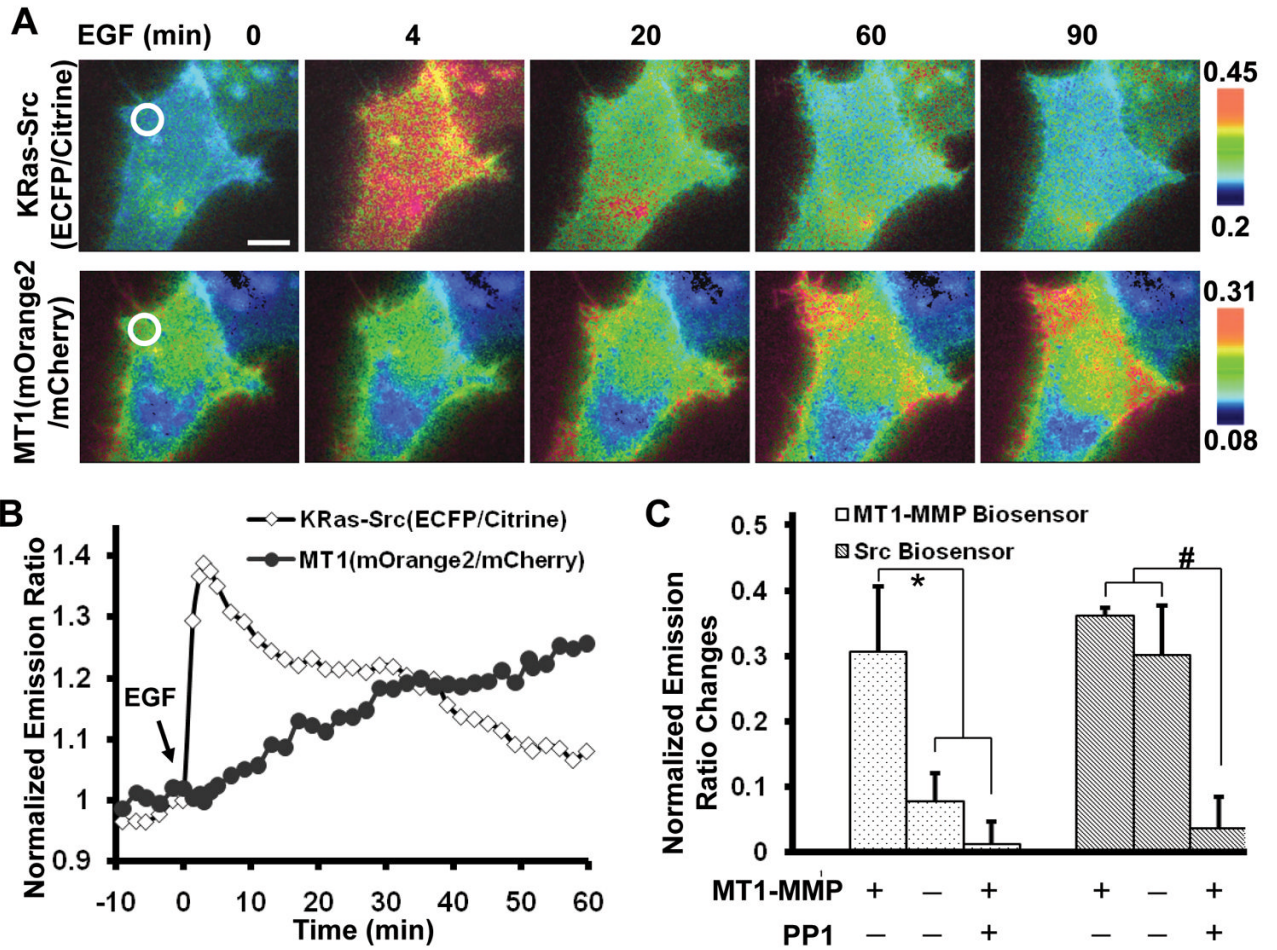 A
EGF (min) 0 4 20 60 90
KRas-Src
(ECFP/Citrine)
0.45
0.2
MT1(mOrange2
/mCherry)
0.31
0.08
B
KRas-Src(ECFP/Citrine)
MT1(mOrange2/mCherry)
Normalized Emission Ratio
1.4
1.3
1.2
1.1
1
0.9
EGF
-10 0 10 20 30 40 50 60
Time (min)
C
MT1-MMP Biosensor
Src Biosensor
Normalized Emission
Ratio Changes
0.5
0.4
0.3
0.2
0.1
0
*
#
MT1-MMP + – + + – +
PP1 – – + – – +